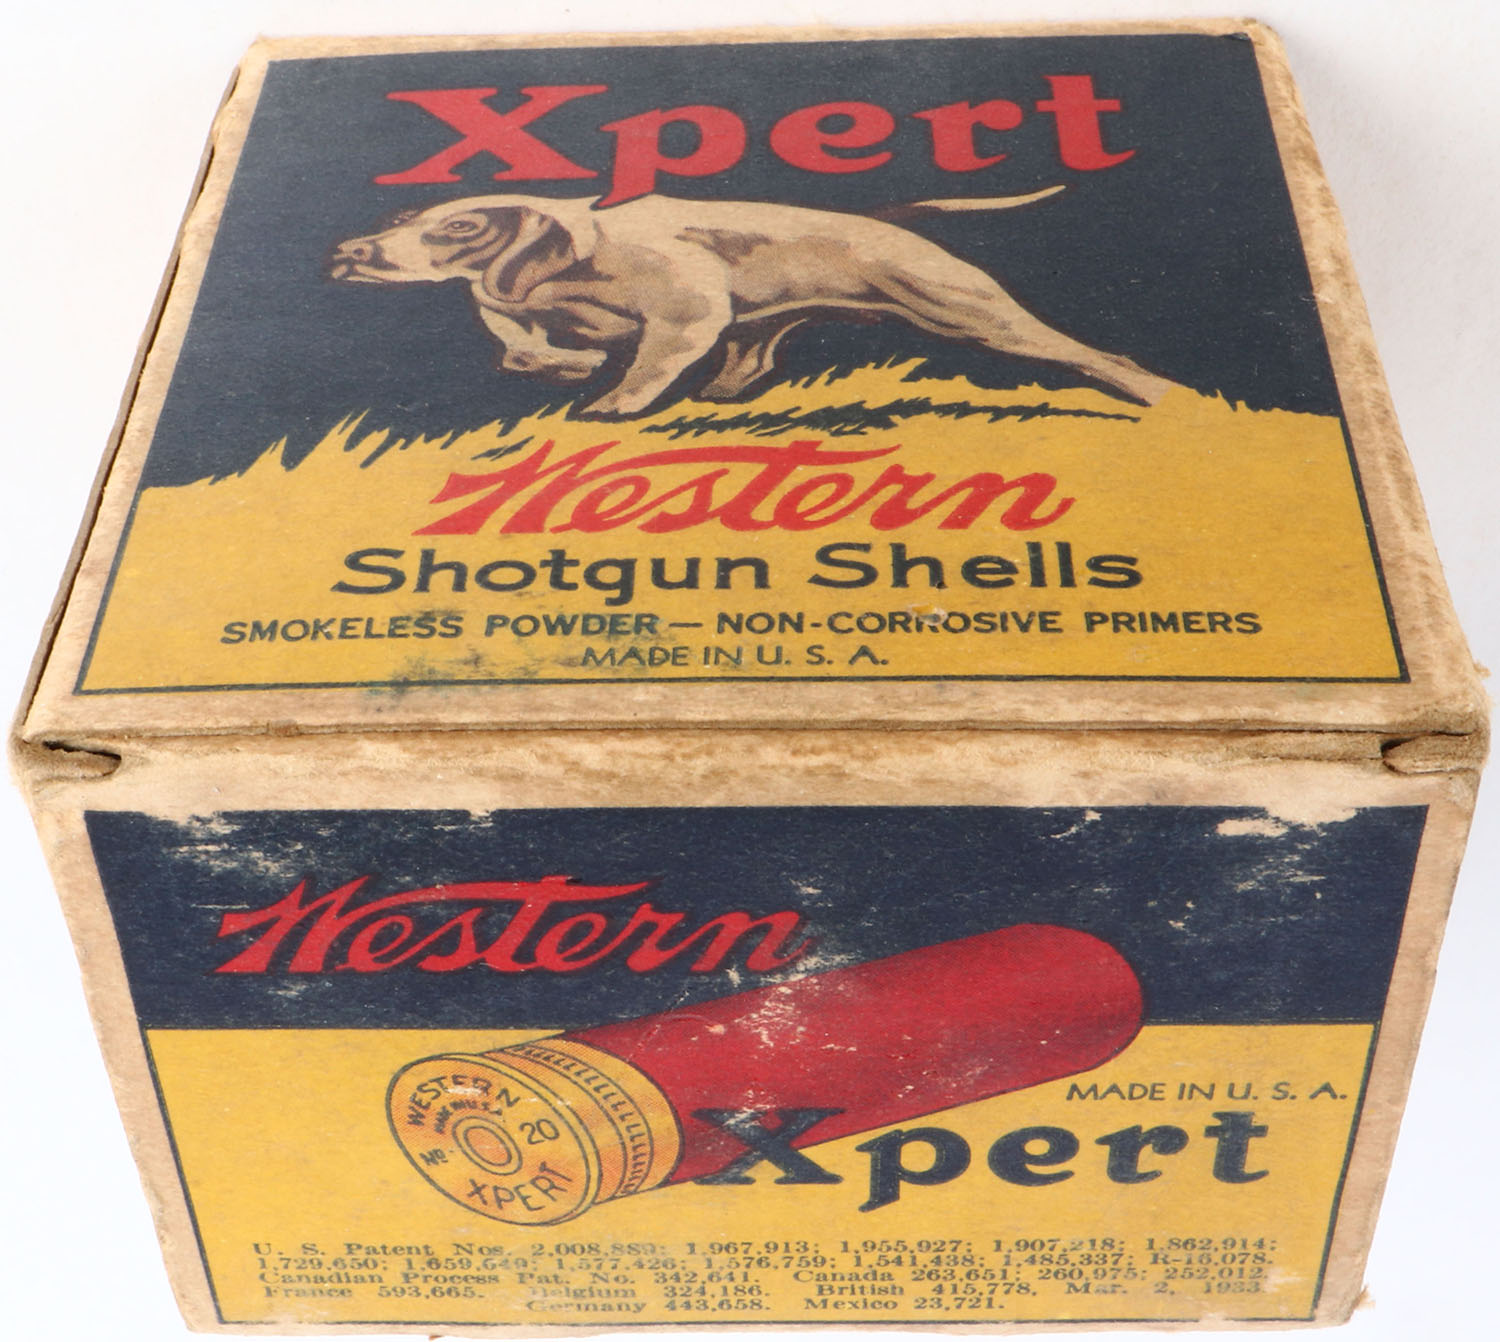 Xpert
Western
Shotgun Shells
SMOKELESS POWDER — NON-CORROSIVE PRIMERS
MADE IN U. S. A.
Western
WESTERN
MADE IN U.S.A.
No. 20
XPERT
MADE IN U. S. A.
Xpert
U. S. Patent Nos. 2,008,889; 1,967,913; 1,955,927; 1,907,218; 1,862,914;
1,729,650; 1,659,649; 1,577,426; 1,576,759; 1,541,438; 1,485,337; R-16,078.
Canadian Process Pat. No. 342,641. Canada 263,651; 260,975; 252,012.
France 593,665. Belgium 324,186. British 415,778, Mar. 2, 1933.
Germany 443,658. Mexico 23,721.